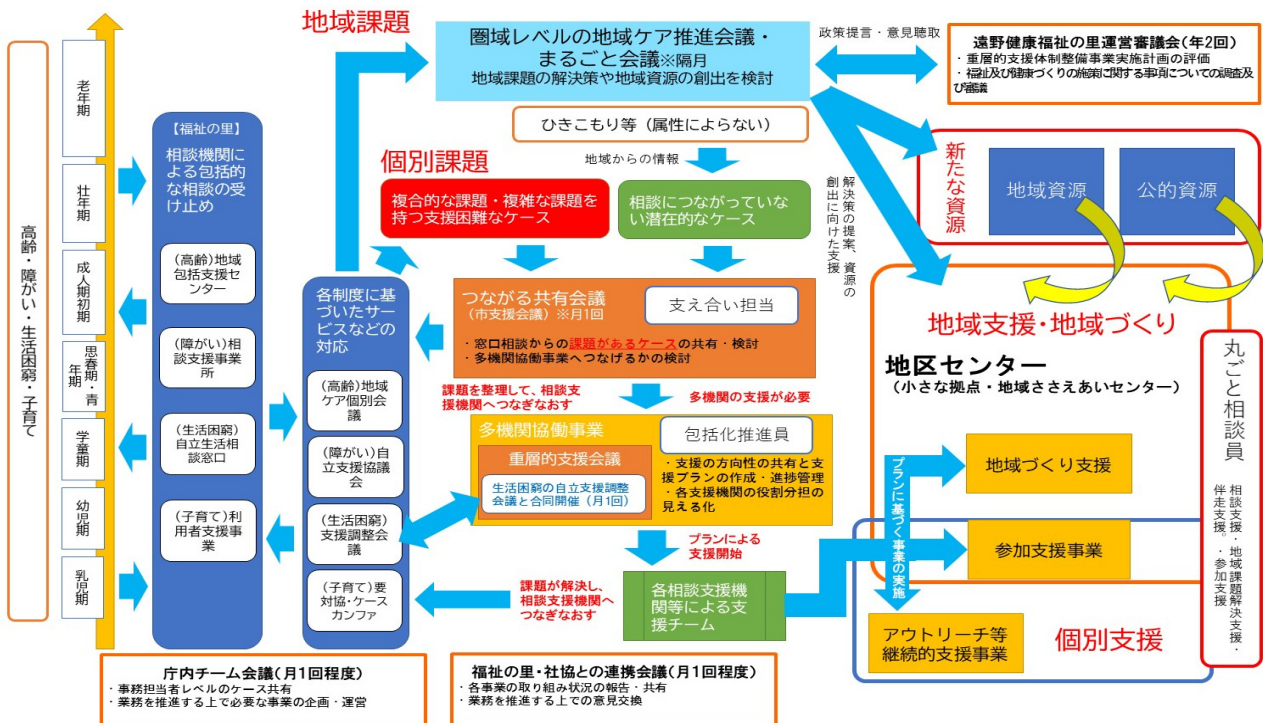 地域課題
圏域レベルの地域ケア推進会議・
まるごと会議※隔月
地域課題の解決策や地域資源の創出を検討
政策提言・意見聴取
遠野健康福祉の里運営審議会(年2回)
・重層的支援体制整備事業実施計画の評価
・福祉及び健康づくりの施策に関する事項についての調査及
び審議
高齢・障がい・生活困窮・子育て
老年期
壮年期
成人期初期
思春期・青年期
学童期
幼児期
乳児期
【福祉の里】
相談機関
による包括的
な相談の受
け止め
(高齢)地域
包括支援セ
ンター
(障がい)相
談支援事業
所
(生活困窮)
自立生活相
談窓口
(子育て)利
用者支援事
業
各制度に基
づいたサービ
スなどの
対応
(高齢)地域
ケア個別会
議
(障がい)自
立支援協議
会
(生活困窮)
支援調整会
議
(子育て)要
対協・ケース
カンファ
ひきこもり等（属性によらない）
個別課題
地域からの情報
複合的な課題・複雑な課題を
持つ支援困難なケース
相談につながっていな
い潜在的なケース
つながる共有会議
(市支援会議) ※月1回
支え合い担当
・窓口相談からの課題があるケースの共有・検討
・多機関協働事業へつなげるかの検討
課題を整理して、相談支
援機関へつなぎなおす
多機関の支援が必要
多機関協働事業
包括化推進員
重層的支援会議
生活困窮の自立支援調整
会議と合同開催（月1回）
・支援の方向性の共有と支
援プランの作成・進捗管理
・各支援機関の役割分担の
見える化
プランによる
支援開始
課題が解決し、
相談支援機関へ
つなぎなおす
各相談支援機
関等による支
援チーム
解決策の提案、資源の
創出に向けた支援
新たな資源
地域資源
公的資源
地域支援・地域づくり
地区センター
(小さな拠点・地域ささえあいセンター)
丸ごと相談員
相談支援・地域課題解決支援・
伴走支援。・参加支援
プランに基づく事業の実施
地域づくり支援
参加支援事業
アウトリーチ等
継続的支援事業
個別支援
庁内チーム会議(月1回程度)
・事務担当者レベルのケース共有
・業務を推進する上で必要な事業の企画・運営
福祉の里・社協との連携会議(月1回程度)
・各事業の取り組み状況の報告・共有
・業務を推進する上での意見交換